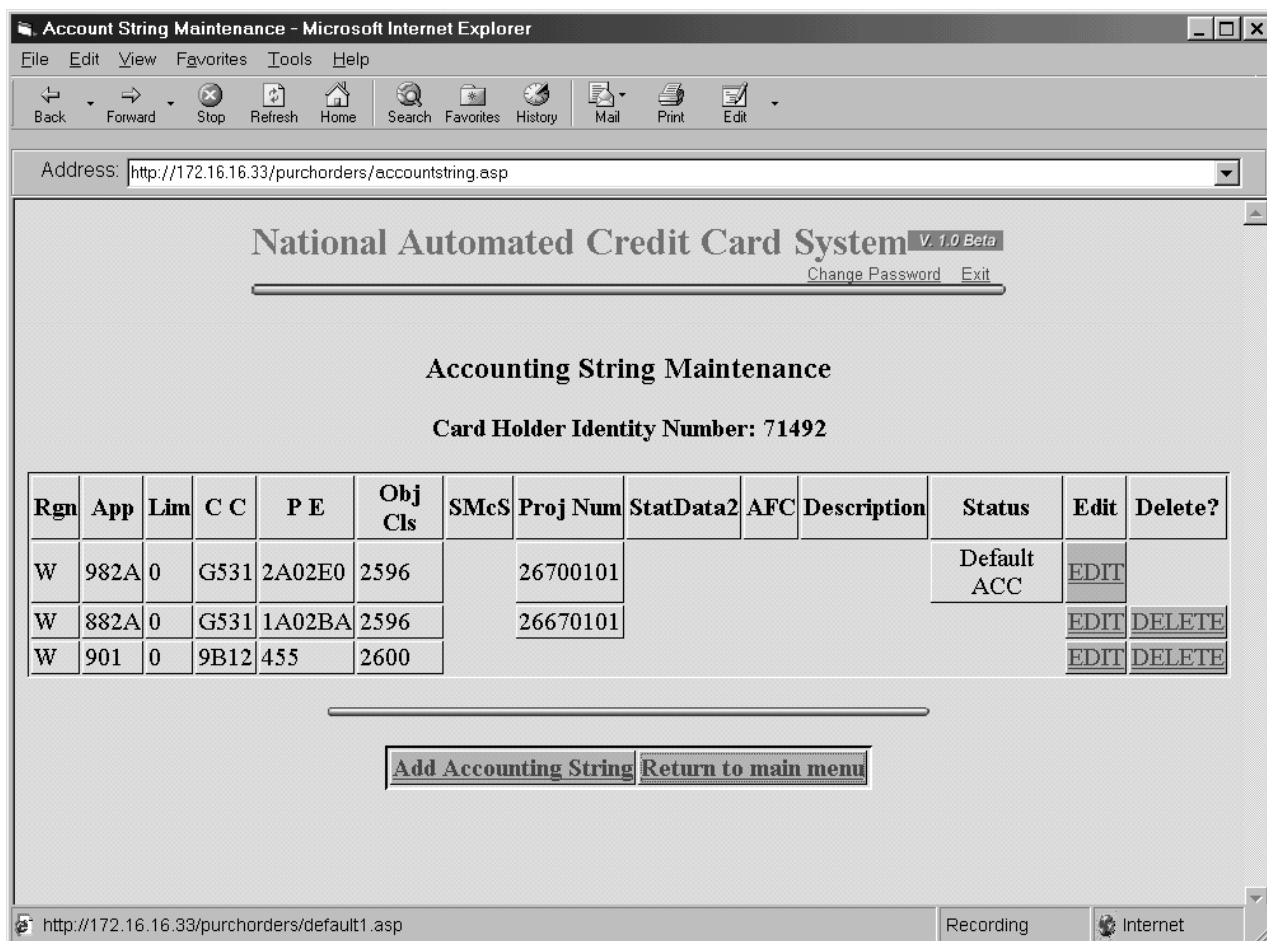 Account String Maintenance - Microsoft Internet Explorer
File Edit View Favorites Tools Help
Back Forward Stop Refresh Home Search Favorites History Mail Print Edit
Address: http://172.16.16.33/purchorders/accountstring.asp
National Automated Credit Card System V. 1.0 Beta
Change Password Exit
Accounting String Maintenance
Card Holder Identity Number: 71492
Rgn App Lim C C P E Obj Cls SMcS Proj Num StatData2 AFC Description Status Edit Delete?
W 982A 0 G531 2A02E0 2596 26700101 Default ACC EDIT
W 882A 0 G531 1A02BA 2596 26670101 EDIT DELETE
W 901 0 9B12 455 2600 EDIT DELETE
Add Accounting String Return to main menu
http://172.16.16.33/purchorders/default1.asp Recording Internet